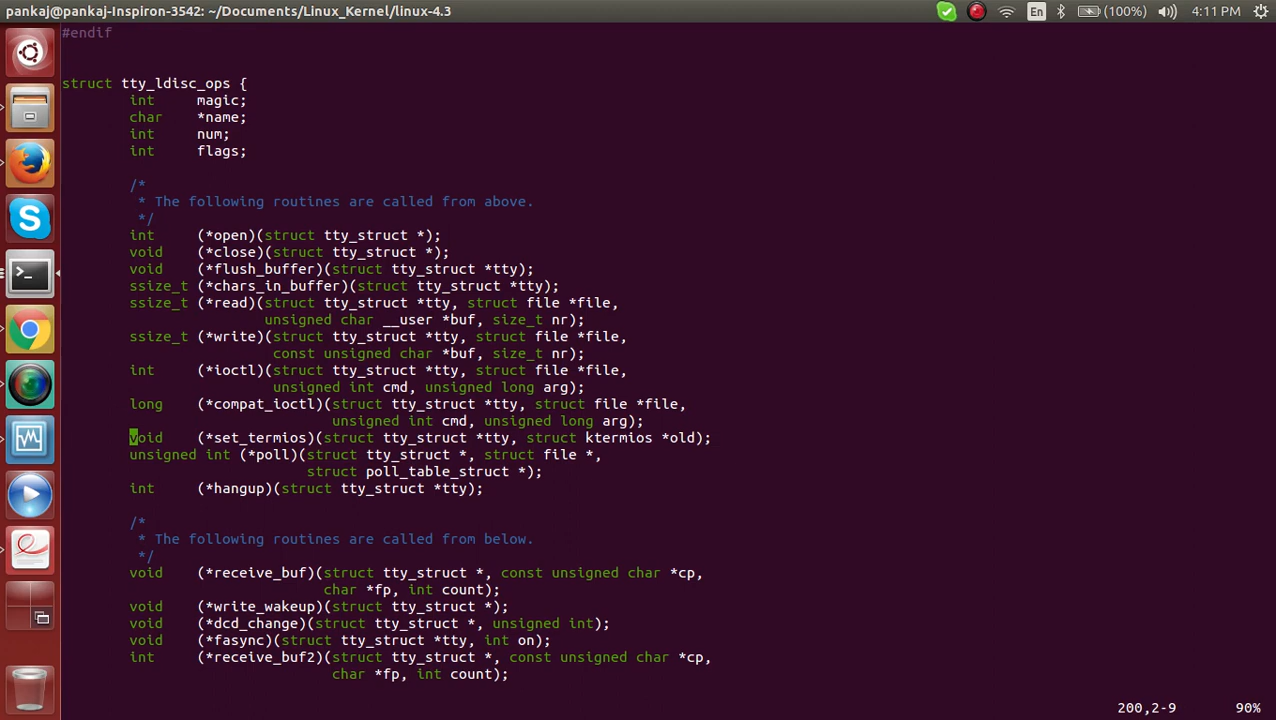 pankaj@pankaj-Inspiron-3542: ~/Documents/Linux_Kernel/linux-4.3 En (100%) 4:11 PM
#endif
struct tty_ldisc_ops {
        int     magic;
        char    *name;
        int     num;
        int     flags;
        /*
         * The following routines are called from above.
         */
        int     (*open)(struct tty_struct *);
        void    (*close)(struct tty_struct *);
        void    (*flush_buffer)(struct tty_struct *tty);
        ssize_t (*chars_in_buffer)(struct tty_struct *tty);
        ssize_t (*read)(struct tty_struct *tty, struct file *file,
                        unsigned char __user *buf, size_t nr);
        ssize_t (*write)(struct tty_struct *tty, struct file *file,
                         const unsigned char *buf, size_t nr);
        int     (*ioctl)(struct tty_struct *tty, struct file *file,
                         unsigned int cmd, unsigned long arg);
        long    (*compat_ioctl)(struct tty_struct *tty, struct file *file,
                                unsigned int cmd, unsigned long arg);
        void    (*set_termios)(struct tty_struct *tty, struct ktermios *old);
        unsigned int (*poll)(struct tty_struct *, struct file *,
                             struct poll_table_struct *);
        int     (*hangup)(struct tty_struct *tty);
        /*
         * The following routines are called from below.
         */
        void    (*receive_buf)(struct tty_struct *, const unsigned char *cp,
                               char *fp, int count);
        void    (*write_wakeup)(struct tty_struct *);
        void    (*dcd_change)(struct tty_struct *, unsigned int);
        void    (*fasync)(struct tty_struct *tty, int on);
        int     (*receive_buf2)(struct tty_struct *, const unsigned char *cp,
                                char *fp, int count);
200,2-9 90%